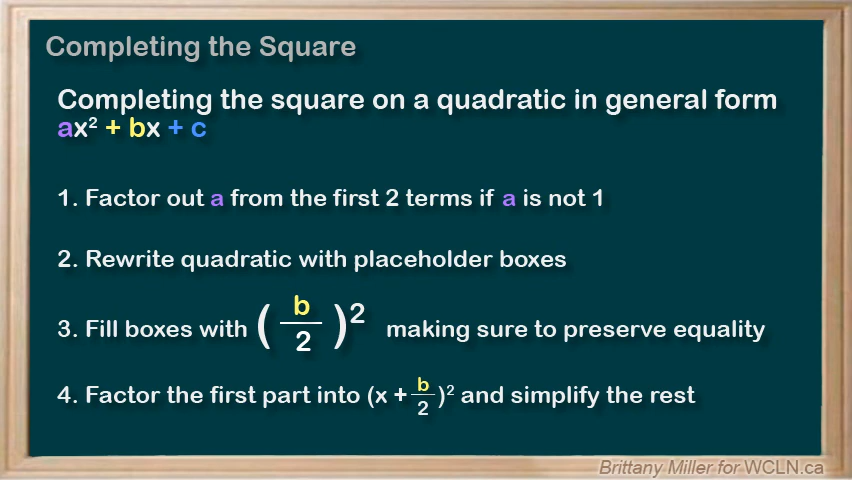 Completing the Square
Completing the square on a quadratic in general form
ax² + bx + c
1. Factor out a from the first 2 terms if a is not 1
2. Rewrite quadratic with placeholder boxes
3. Fill boxes with (b/2)² making sure to preserve equality
4. Factor the first part into (x + b/2)² and simplify the rest
Brittany Miller for WCLN.ca